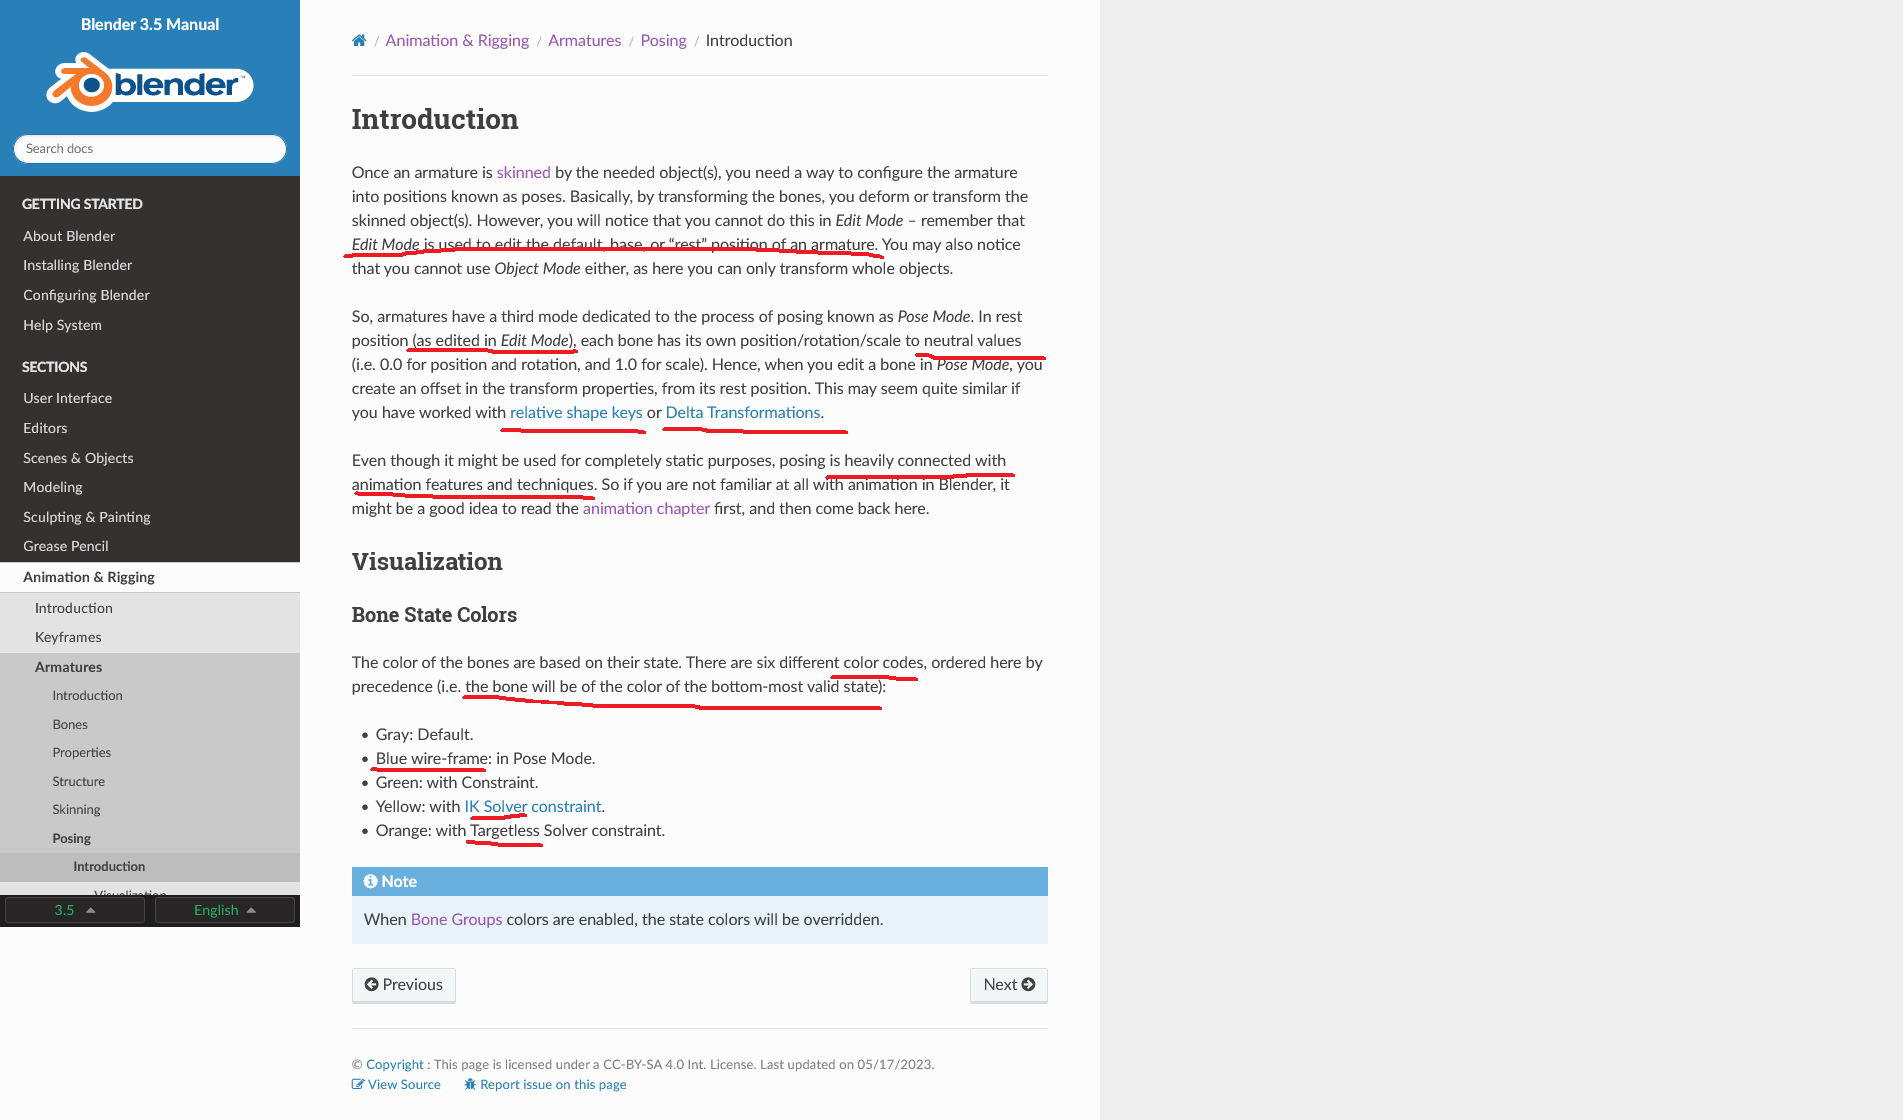 Blender 3.5 Manual
blender™
Search docs
GETTING STARTED
About Blender
Installing Blender
Configuring Blender
Help System
SECTIONS
User Interface
Editors
Scenes & Objects
Modeling
Sculpting & Painting
Grease Pencil
Animation & Rigging
Introduction
Keyframes
Armatures
Introduction
Bones
Properties
Structure
Skinning
Posing
Introduction
Visualization
3.5
English
/ Animation & Rigging / Armatures / Posing / Introduction
Introduction
Once an armature is skinned by the needed object(s), you need a way to configure the armature
into positions known as poses. Basically, by transforming the bones, you deform or transform the
skinned object(s). However, you will notice that you cannot do this in Edit Mode – remember that
Edit Mode is used to edit the default, base, or “rest” position of an armature. You may also notice
that you cannot use Object Mode either, as here you can only transform whole objects.
So, armatures have a third mode dedicated to the process of posing known as Pose Mode. In rest
position (as edited in Edit Mode), each bone has its own position/rotation/scale to neutral values
(i.e. 0.0 for position and rotation, and 1.0 for scale). Hence, when you edit a bone in Pose Mode, you
create an offset in the transform properties, from its rest position. This may seem quite similar if
you have worked with relative shape keys or Delta Transformations.
Even though it might be used for completely static purposes, posing is heavily connected with
animation features and techniques. So if you are not familiar at all with animation in Blender, it
might be a good idea to read the animation chapter first, and then come back here.
Visualization
Bone State Colors
The color of the bones are based on their state. There are six different color codes, ordered here by
precedence (i.e. the bone will be of the color of the bottom-most valid state):
• Gray: Default.
• Blue wire-frame: in Pose Mode.
• Green: with Constraint.
• Yellow: with IK Solver constraint.
• Orange: with Targetless Solver constraint.
Note
When Bone Groups colors are enabled, the state colors will be overridden.
Previous
Next
© Copyright : This page is licensed under a CC-BY-SA 4.0 Int. License. Last updated on 05/17/2023.
View Source Report issue on this page